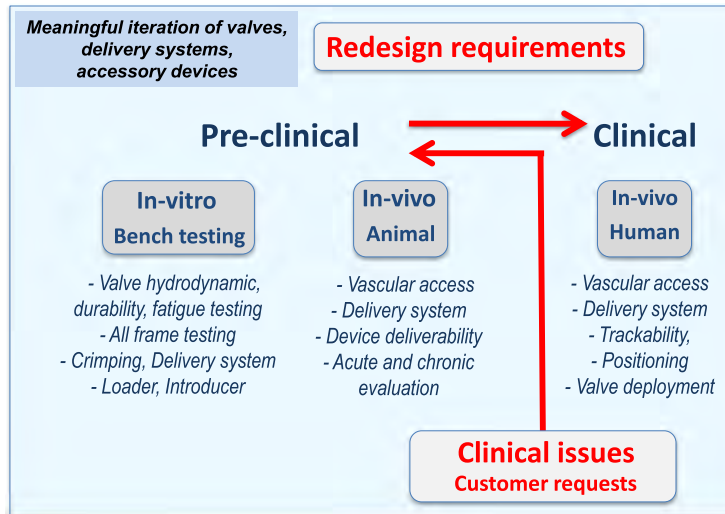 Meaningful iteration of valves,
delivery systems,
accessory devices
Redesign requirements
Pre-clinical
Clinical
In-vitro
Bench testing
- Valve hydrodynamic,
durability, fatigue testing
- All frame testing
- Crimping, Delivery system
- Loader, Introducer
In-vivo
Animal
- Vascular access
- Delivery system
- Device deliverability
- Acute and chronic
evaluation
In-vivo
Human
- Vascular access
- Delivery system
- Trackability,
- Positioning
- Valve deployment
Clinical issues
Customer requests